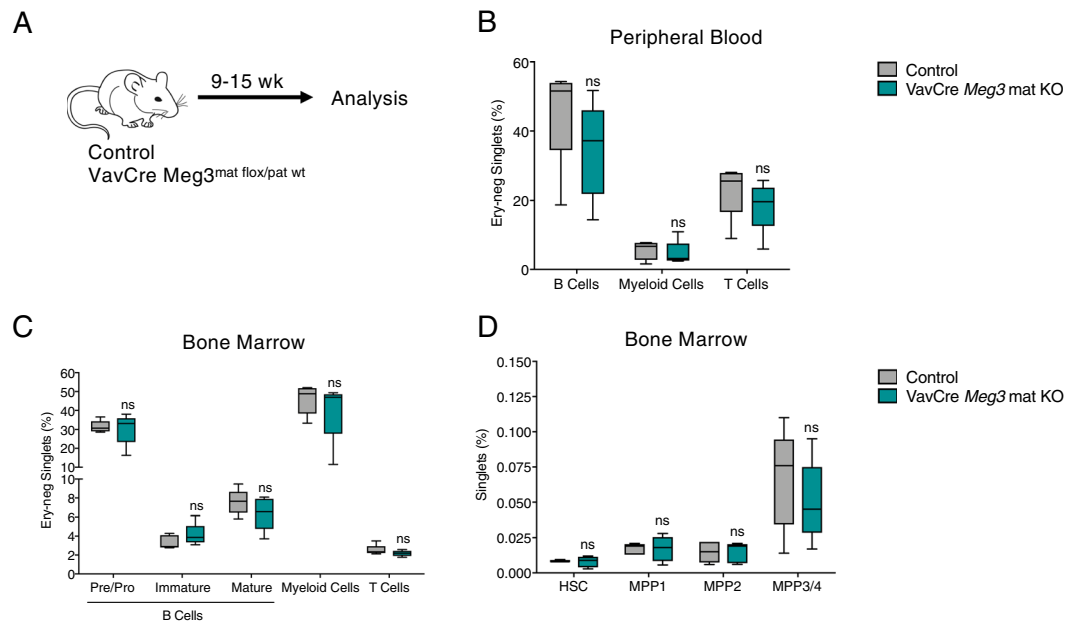 A
9-15 wk
Analysis
Control
VavCre Meg3mat flox/pat wt
B
Peripheral Blood
Ery-neg Singlets (%)
60
40
20
0
ns
ns
ns
B Cells
Myeloid Cells
T Cells
Control
VavCre Meg3 mat KO
C
Bone Marrow
Ery-neg Singlets (%)
60
50
40
30
20
10
10
8
6
4
2
0
ns
ns
ns
ns
ns
Pre/Pro
Immature
Mature
Myeloid Cells
T Cells
B Cells
D
Bone Marrow
Singlets (%)
0.150
0.125
0.100
0.075
0.050
0.025
0.000
ns
ns
ns
ns
HSC
MPP1
MPP2
MPP3/4
Control
VavCre Meg3 mat KO